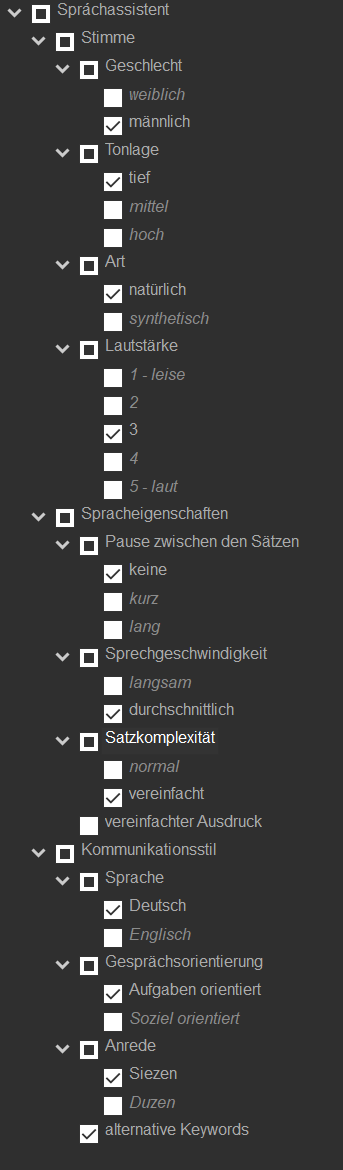 Spráchassistent
Stimme
Geschlecht
weiblich
männlich
Tonlage
tief
mittel
hoch
Art
natürlich
synthetisch
Lautstärke
1 - leise
2
3
4
5 - laut
Spracheigenschaften
Pause zwischen den Sätzen
keine
kurz
lang
Sprechgeschwindigkeit
langsam
durchschnittlich
Satzkomplexität
normal
vereinfacht
vereinfachter Ausdruck
Kommunikationsstil
Sprache
Deutsch
Englisch
Gesprächsorientierung
Aufgaben orientiert
Soziel orientiert
Anrede
Siezen
Duzen
alternative Keywords